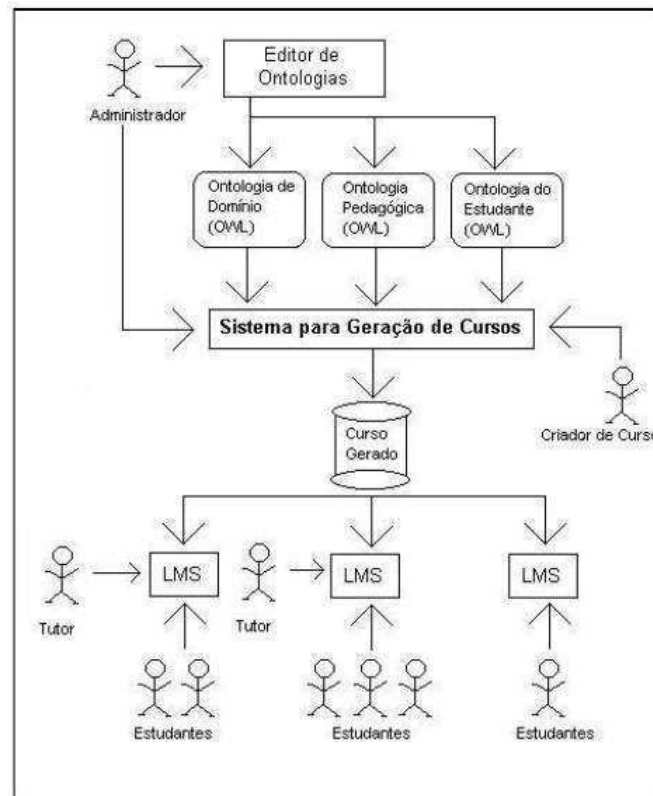 Editor de
Ontologias
Administrador
Ontologia de
Domínio
(OWL)
Ontologia
Pedagógica
(OWL)
Ontologia do
Estudante
(OWL)
Sistema para Geração de Cursos
Criador de Curso
Curso
Gerado
LMS
LMS
LMS
Tutor
Tutor
Estudantes
Estudantes
Estudantes